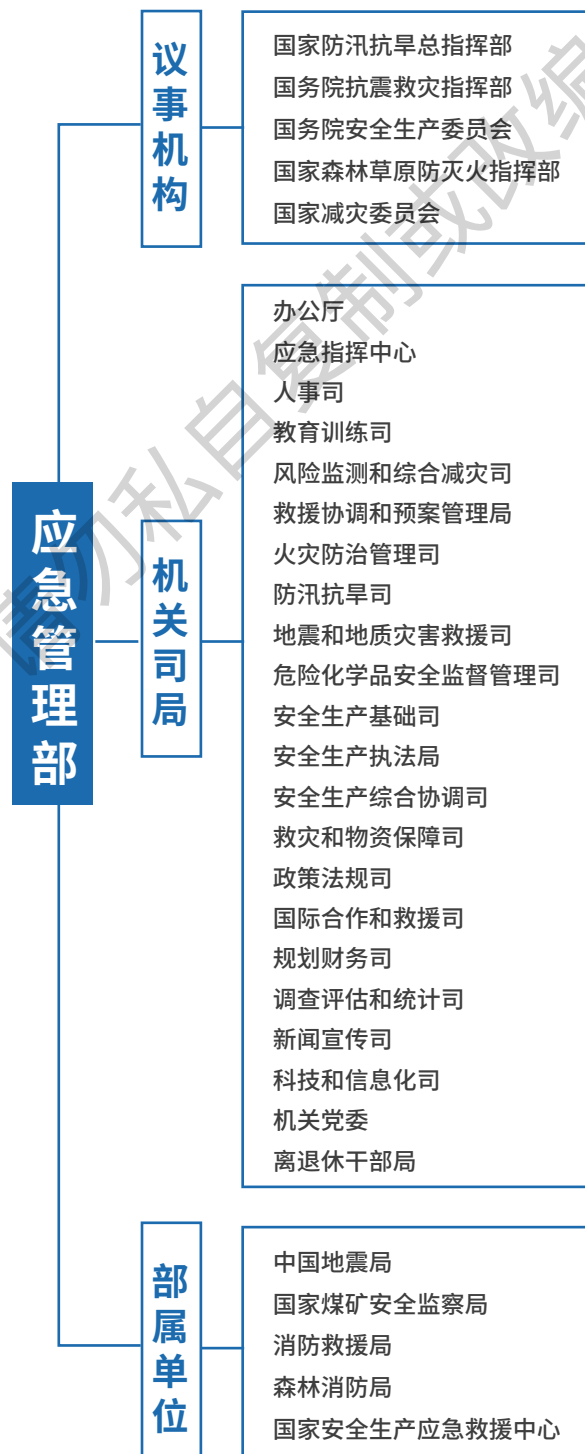 应急管理部
议事机构
国家防汛抗旱总指挥部
国务院抗震救灾指挥部
国务院安全生产委员会
国家森林草原防灭火指挥部
国家减灾委员会
机关司局
办公厅
应急指挥中心
人事司
教育训练司
风险监测和综合减灾司
救援协调和预案管理局
火灾防治管理司
防汛抗旱司
地震和地质灾害救援司
危险化学品安全监督管理司
安全生产基础司
安全生产执法局
安全生产综合协调司
救灾和物资保障司
政策法规司
国际合作和救援司
规划财务司
调查评估和统计司
新闻宣传司
科技和信息化司
机关党委
离退休干部局
部属单位
中国地震局
国家煤矿安全监察局
消防救援局
森林消防局
国家安全生产应急救援中心
请勿私自复制或改编